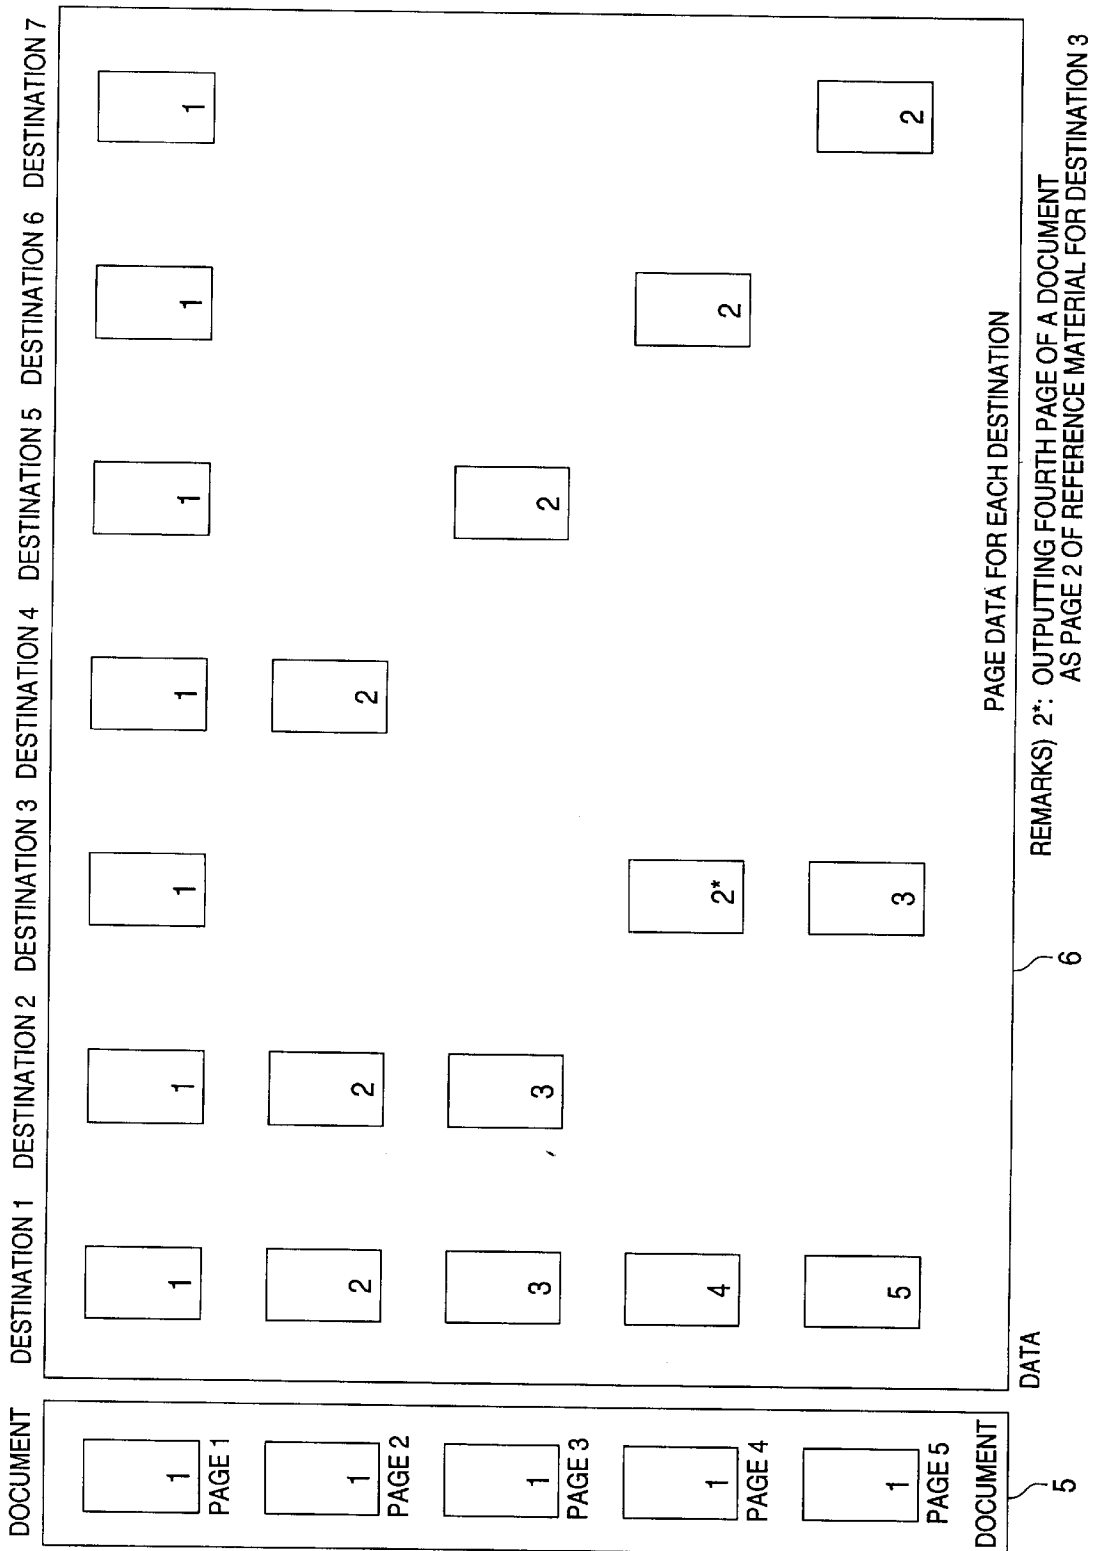 DOCUMENT
DESTINATION 1 DESTINATION 2 DESTINATION 3 DESTINATION 4 DESTINATION 5 DESTINATION 6 DESTINATION 7
1 1 1 1 1 1 1 1
PAGE 1
1 2 2 2
PAGE 2
1 3 3 2
PAGE 3
1 4 2* 2
PAGE 4
1 5 3 2
PAGE 5
DOCUMENT
PAGE DATA FOR EACH DESTINATION
DATA
5
6
REMARKS) 2*: OUTPUTTING FOURTH PAGE OF A DOCUMENT
AS PAGE 2 OF REFERENCE MATERIAL FOR DESTINATION 3